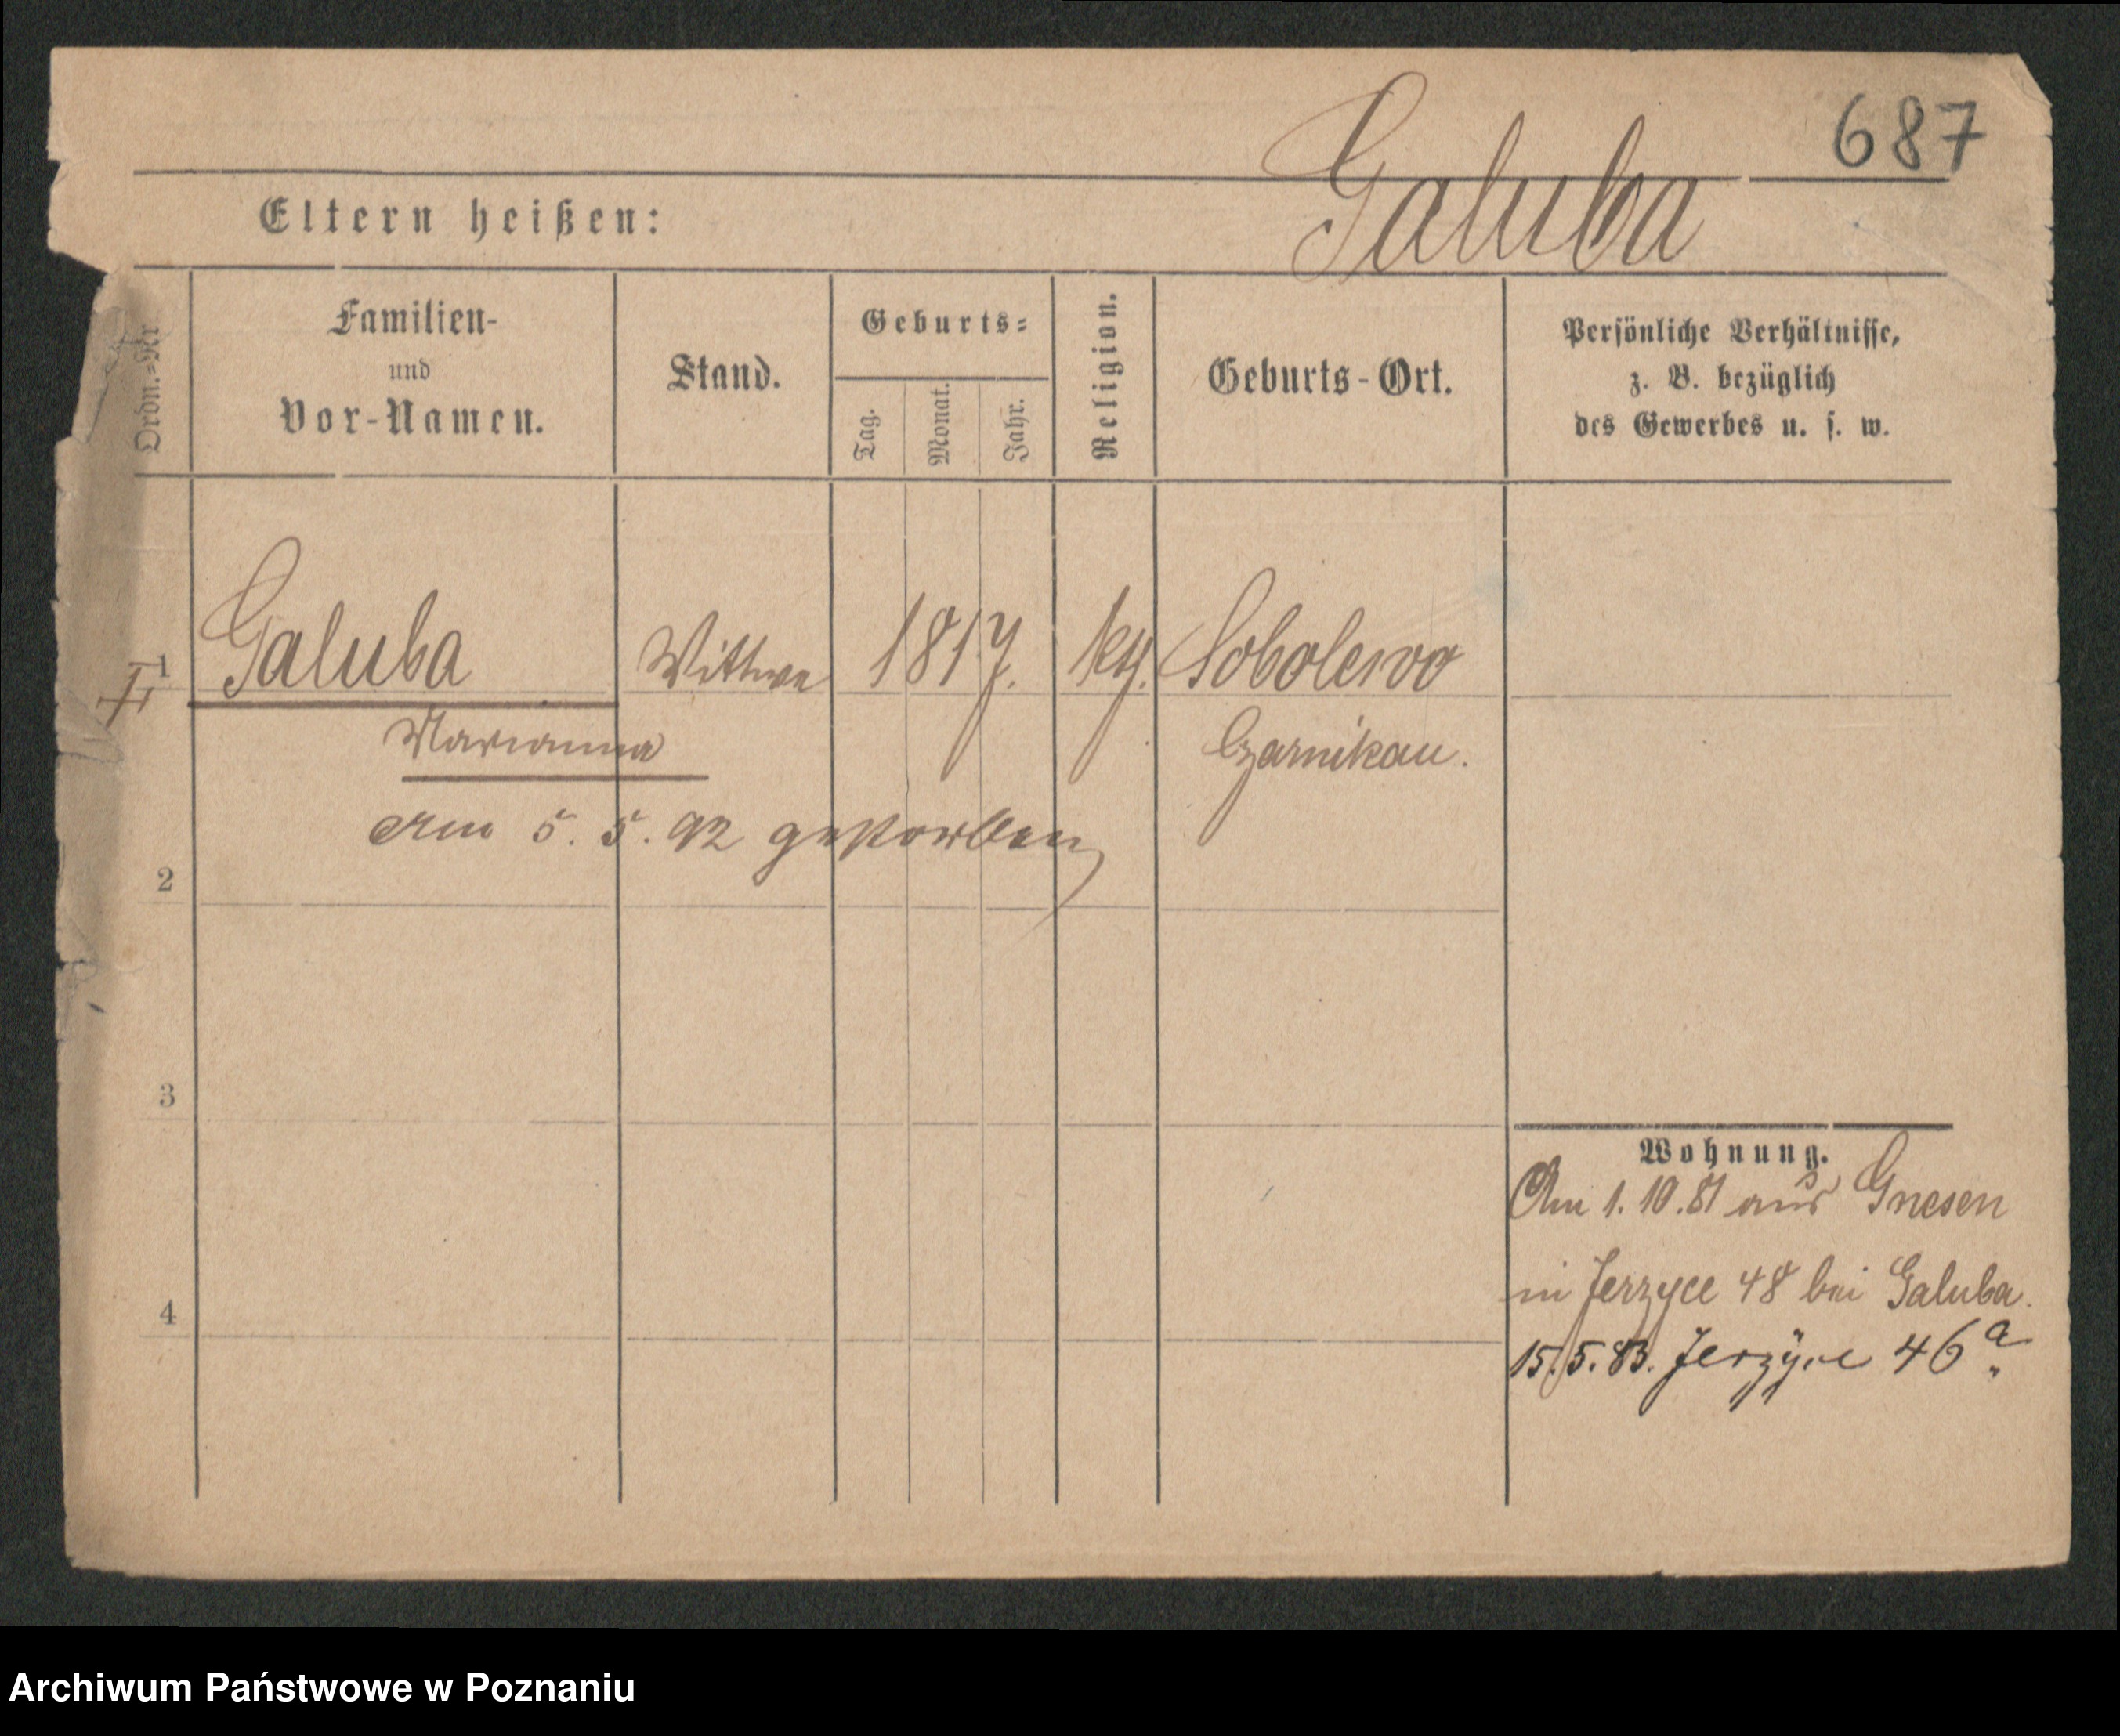 687
Galuba
Eltern heißen:
Ordn.-Nr.
Familien-
und
Vor-Namen.
Stand.
Geburts-
Tag.
Monat.
Jahr.
Religion.
Geburts-Ort.
Persönliche Verhältnisse,
z. B. bezüglich
des Gewerbes u. s. w.
1 Galuba Wittwe 1817. kth. Sobolewo
Marianna Czarnikau.
Am 5. 5. 92 gestorben
2
3
4
Wohnung.
Am 1. 10. 81 aus Gnesen
in Jerzyce 48 bei Galuba.
15. 5. 83. Jerzyce 46a
Archiwum Państwowe w Poznaniu